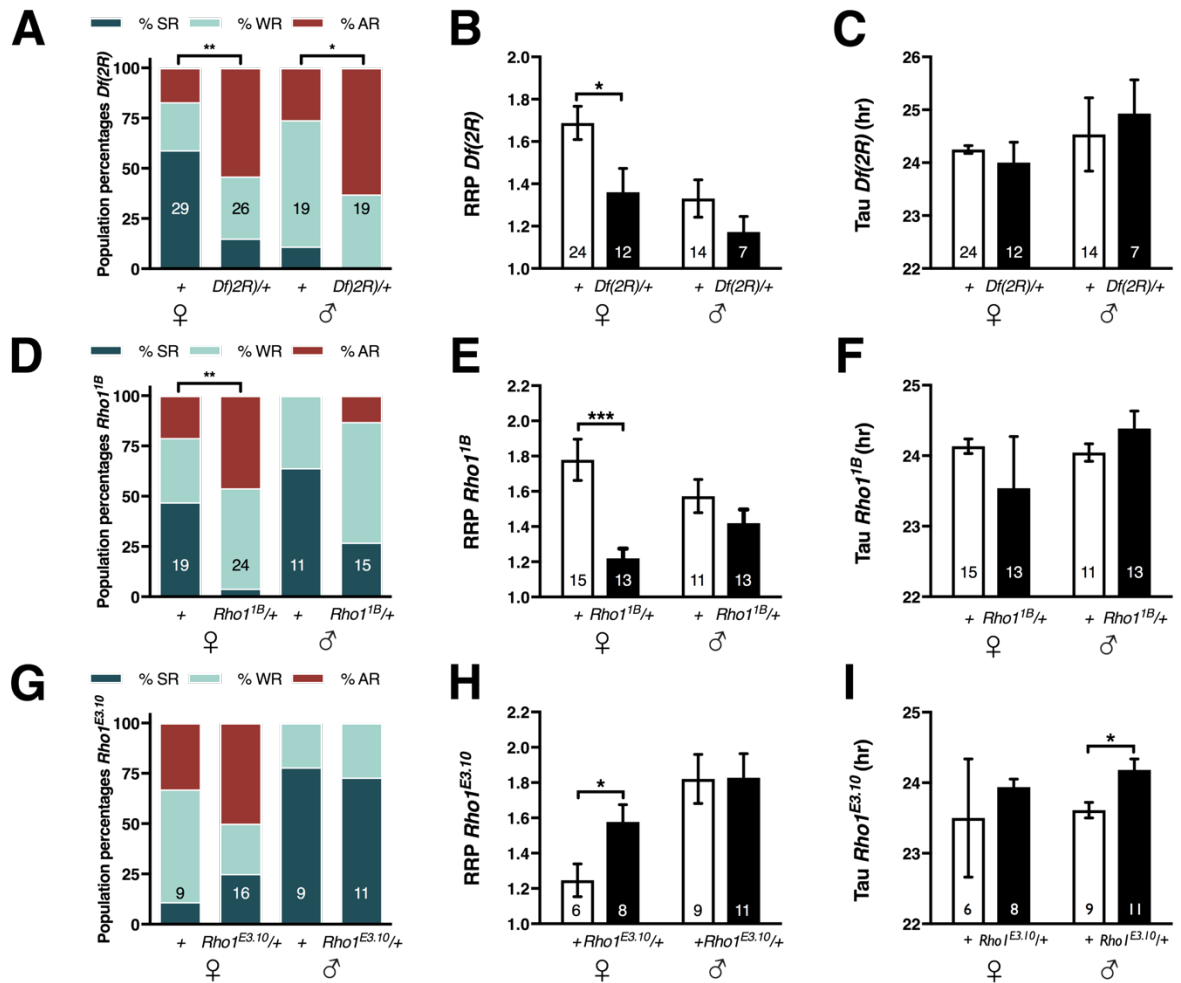 A
% SR % WR % AR
Population percentages Df(2R)
100
75
50
25
0
**
*
29
26
19
19
+ Df)2R)/+ + Df)2R)/+
♀ ♂
B
RRP Df(2R)
2.0
1.8
1.6
1.4
1.2
1.0
*
24 12 14 7
+ Df(2R)/+ + Df(2R)/+
♀ ♂
C
Tau Df(2R) (hr)
26
25
24
23
22
24 12 14 7
+ Df(2R)/+ + Df(2R)/+
♀ ♂
D
% SR % WR % AR
Population percentages Rho1^1B
100
75
50
25
0
**
19 24 11 15
+ Rho1^1B/+ + Rho1^1B/+
♀ ♂
E
RRP Rho1^1B
2.2
2.0
1.8
1.6
1.4
1.2
1.0
***
15 13 11 13
+ Rho1^1B/+ + Rho1^1B/+
♀ ♂
F
Tau Rho1^1B (hr)
25
24
23
22
15 13 11 13
+ Rho1^1B/+ + Rho1^1B/+
♀ ♂
G
% SR % WR % AR
Population percentages Rho1^E3.10
100
75
50
25
0
9 16 9 11
+ Rho1^E3.10/+ + Rho1^E3.10/+
♀ ♂
H
RRP Rho1^E3.10
2.2
2.0
1.8
1.6
1.4
1.2
1.0
*
6 8 9 11
+Rho1^E3.10/+ +Rho1^E3.10/+
♀ ♂
I
Tau Rho1^E3.10 (hr)
25
24
23
22
*
6 8 9 11
+ Rho1^E3.10/+ + Rho1^E3.10/+
♀ ♂